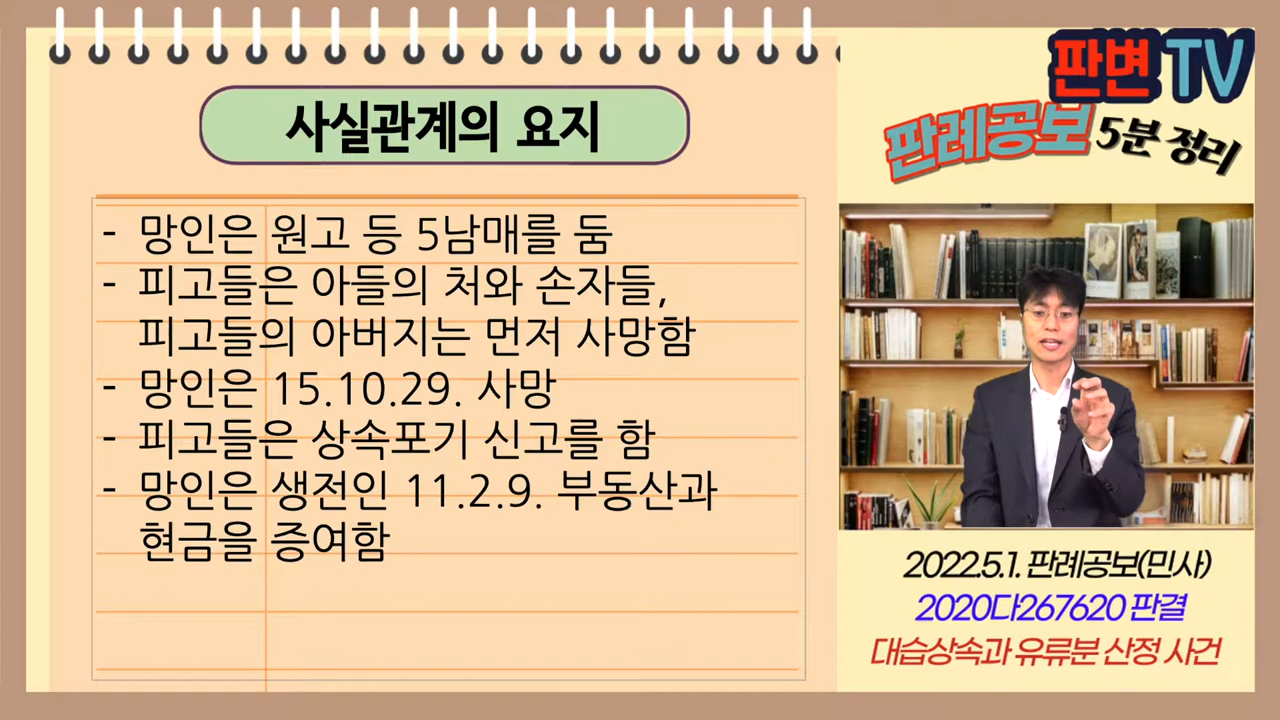 사실관계의 요지
- 망인은 원고 등 5남매를 둠
- 피고들은 아들의 처와 손자들,
피고들의 아버지는 먼저 사망함
- 망인은 15.10.29. 사망
- 피고들은 상속포기 신고를 함
- 망인은 생전인 11.2.9. 부동산과
현금을 증여함
판변 TV
판례공보 5분 정리
2022.5.1. 판례공보(민사)
2020다267620 판결
대습상속과 유류분 산정 사건